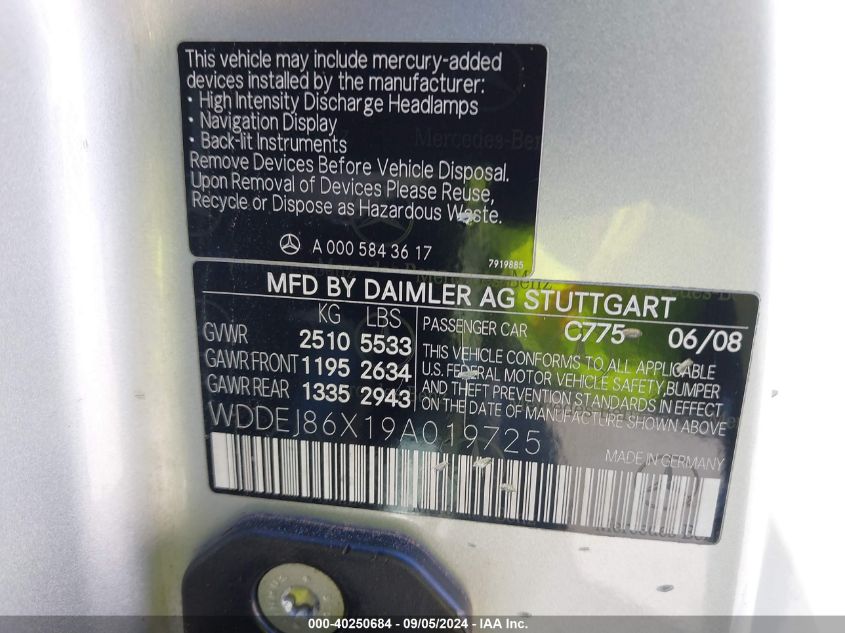 This vehicle may include mercury-added
devices installed by the manufacturer:
• High Intensity Discharge Headlamps
• Navigation Display
• Back-lit Instruments
Remove Devices Before Vehicle Disposal.
Upon Removal of Devices Please Reuse,
Recycle or Dispose as Hazardous Waste.
A 000 584 36 17
7919885
MFD BY DAIMLER AG STUTTGART
KG LBS
GVWR 2510 5533
GAWR FRONT 1195 2634
GAWR REAR 1335 2943
PASSENGER CAR C775 06/08
THIS VEHICLE CONFORMS TO ALL APPLICABLE
U.S. FEDERAL MOTOR VEHICLE SAFETY, BUMPER
AND THEFT PREVENTION STANDARDS IN EFFECT
ON THE DATE OF MANUFACTURE SHOWN ABOVE
WDDEJ86X19A019725
MADE IN GERMANY
000-40250684 - 09/05/2024 - IAA Inc.